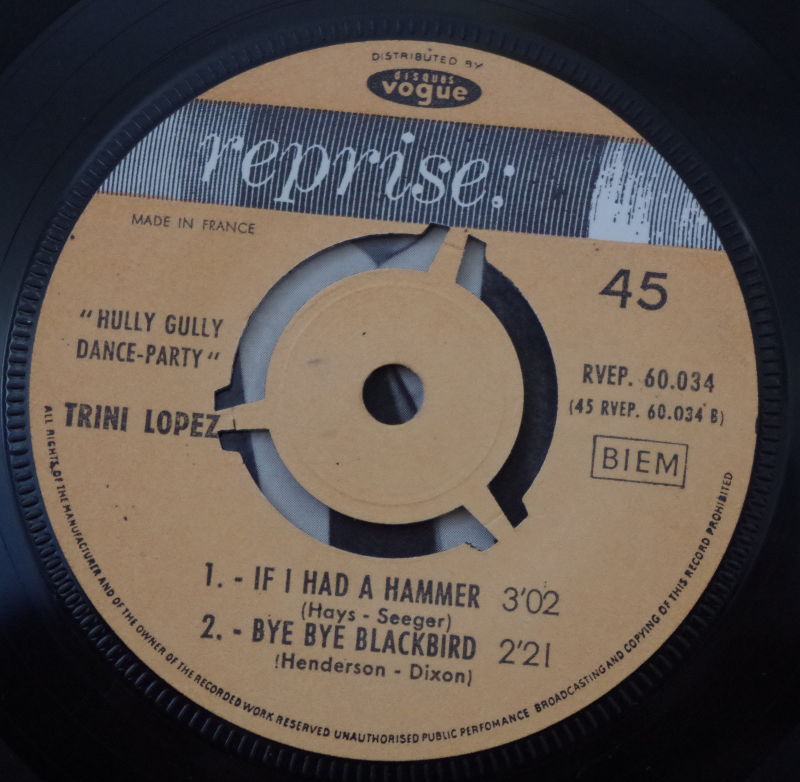 DISTRIBUTED BY
disques
vogue
reprise:
MADE IN FRANCE
45
"HULLY GULLY
DANCE-PARTY"
TRINI LOPEZ
RVEP. 60.034
(45 RVEP. 60.034 B)
BIEM
1. - IF I HAD A HAMMER 3'02
(Hays - Seeger)
2. - BYE BYE BLACKBIRD 2'21
(Henderson - Dixon)
ALL RIGHTS OF THE MANUFACTURER AND OF THE OWNER OF THE RECORDED WORK RESERVED UNAUTHORISED PUBLIC PERFOMANCE BROADCASTING AND COPYING OF THIS RECORD PROHIBITED